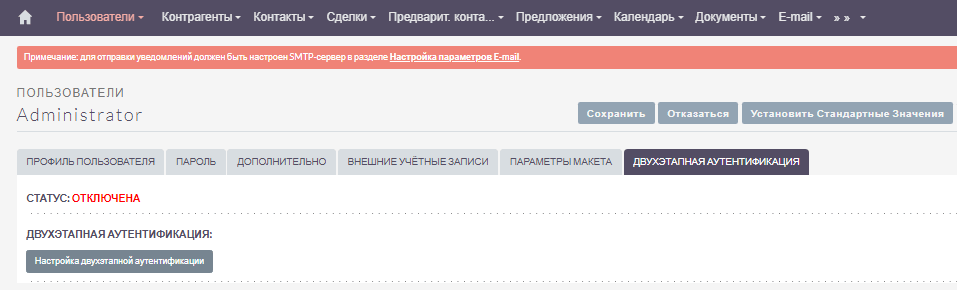 Пользователи Контрагенты Контакты Сделки Предварит. конта... Предложения Календарь Документы E-mail » »
Примечание: для отправки уведомлений должен быть настроен SMTP-сервер в разделе Настройка параметров E-mail.
ПОЛЬЗОВАТЕЛИ
Administrator
Сохранить Отказаться Установить Стандартные Значения
ПРОФИЛЬ ПОЛЬЗОВАТЕЛЯ ПАРОЛЬ ДОПОЛНИТЕЛЬНО ВНЕШНИЕ УЧЁТНЫЕ ЗАПИСИ ПАРАМЕТРЫ МАКЕТА ДВУХЭТАПНАЯ АУТЕНТИФИКАЦИЯ
СТАТУС: ОТКЛЮЧЕНА
ДВУХЭТАПНАЯ АУТЕНТИФИКАЦИЯ:
Настройка двухэтапной аутентификации